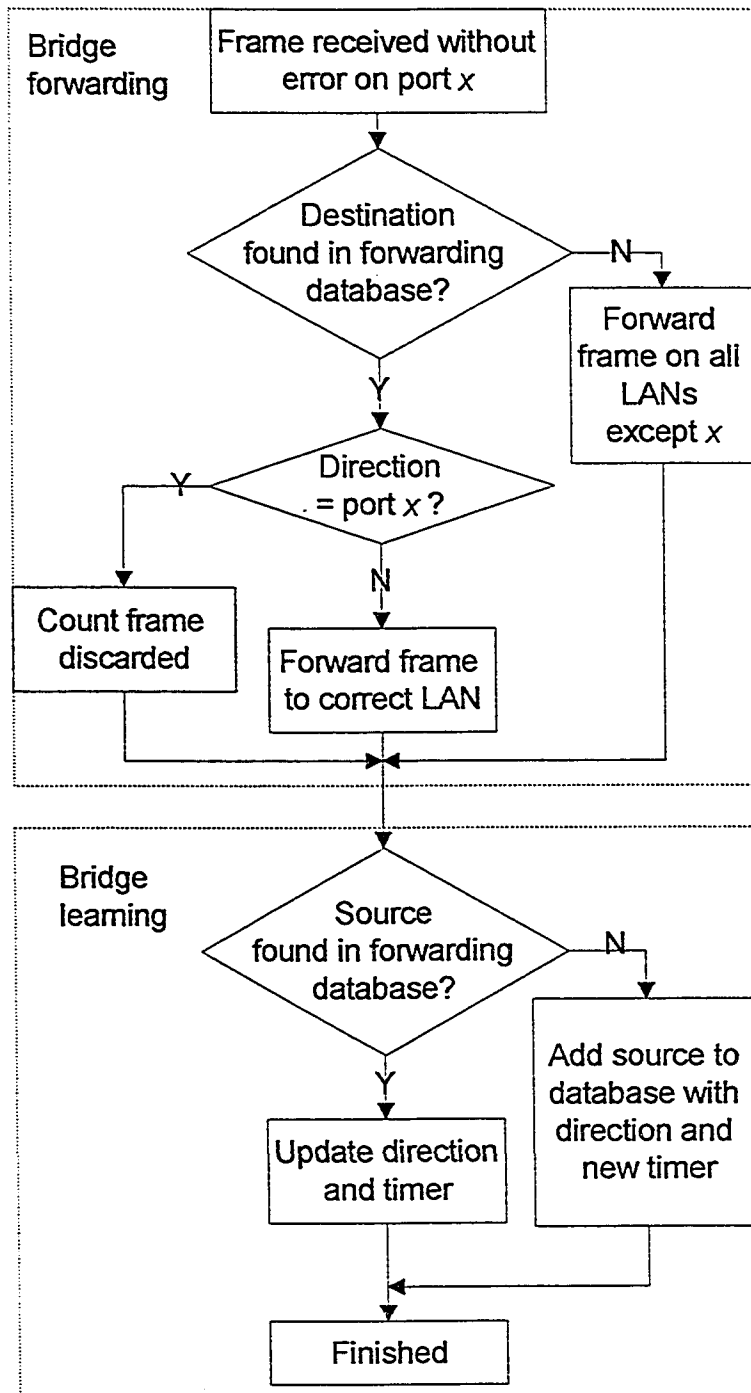 Bridge
forwarding
Frame received without
error on port x
Destination
found in forwarding
database?
N
Forward
frame on all
LANs
except x
Y
Direction
= port x ?
Y
Count frame
discarded
N
Forward frame
to correct LAN
Bridge
learning
Source
found in forwarding
database?
N
Add source to
database with
direction and
new timer
Y
Update direction
and timer
Finished